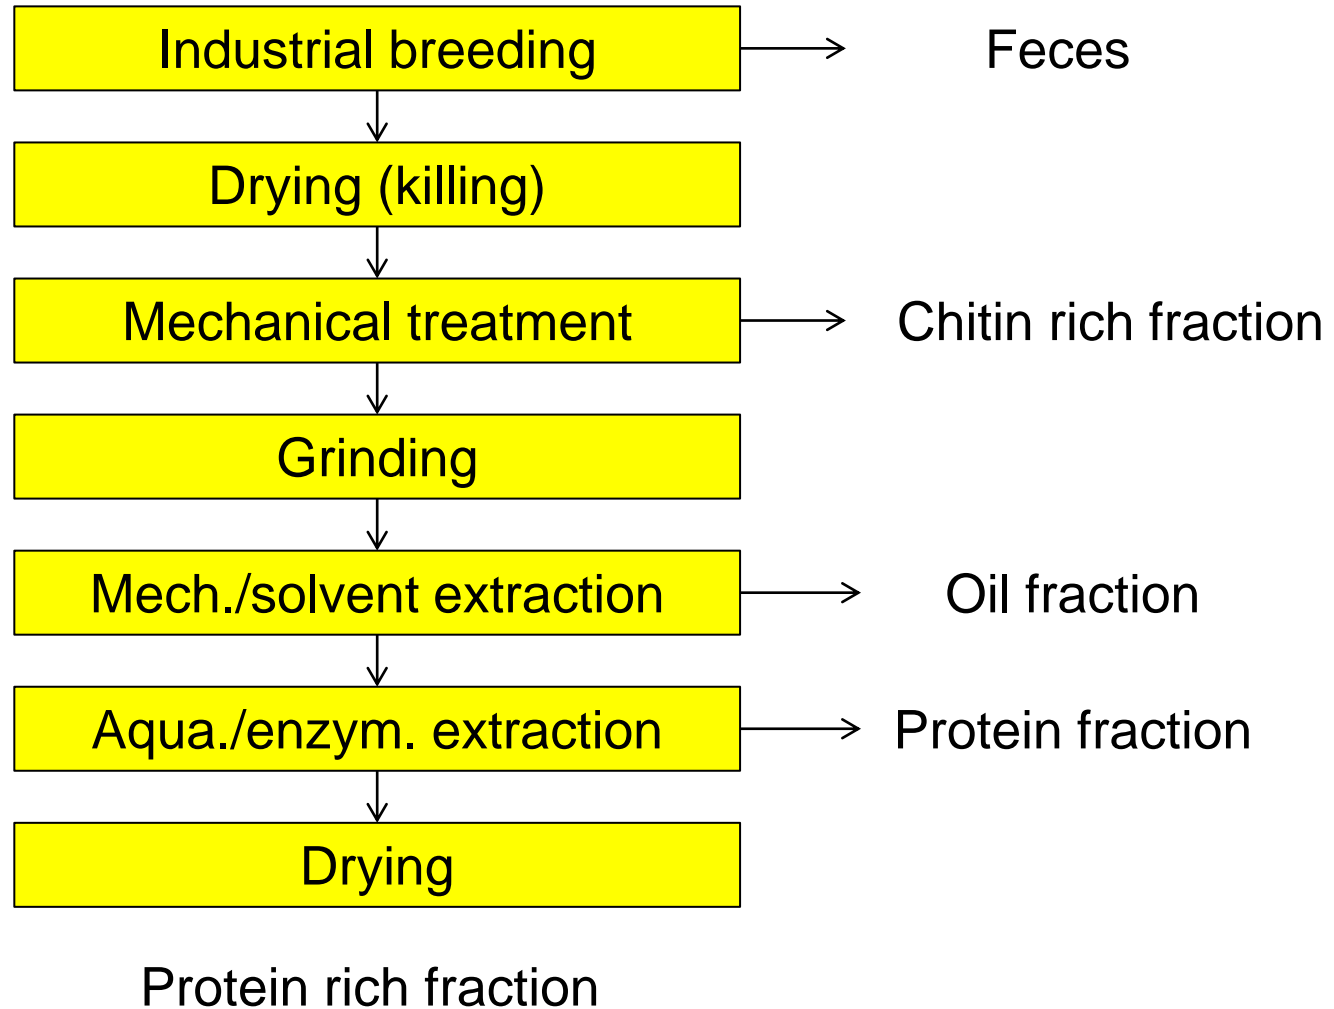 Industrial breeding
Feces
Drying (killing)
Mechanical treatment
Chitin rich fraction
Grinding
Mech./solvent extraction
Oil fraction
Aqua./enzym. extraction
Protein fraction
Drying
Protein rich fraction